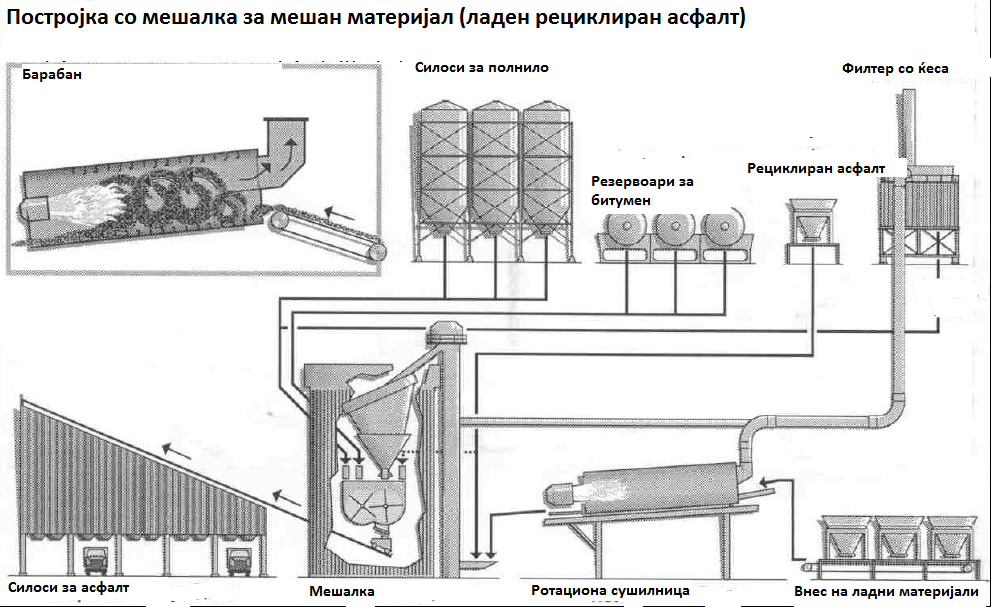 Постројка со мешалка за мешан материјал (ладен рециклиран асфалт)
Барабан
Силоси за полнило
Филтер со ќеса
Рециклиран асфалт
Резервоари за
битумен
Силоси за асфалт
Мешалка
Ротациона сушилница
Внес на ладни материјали